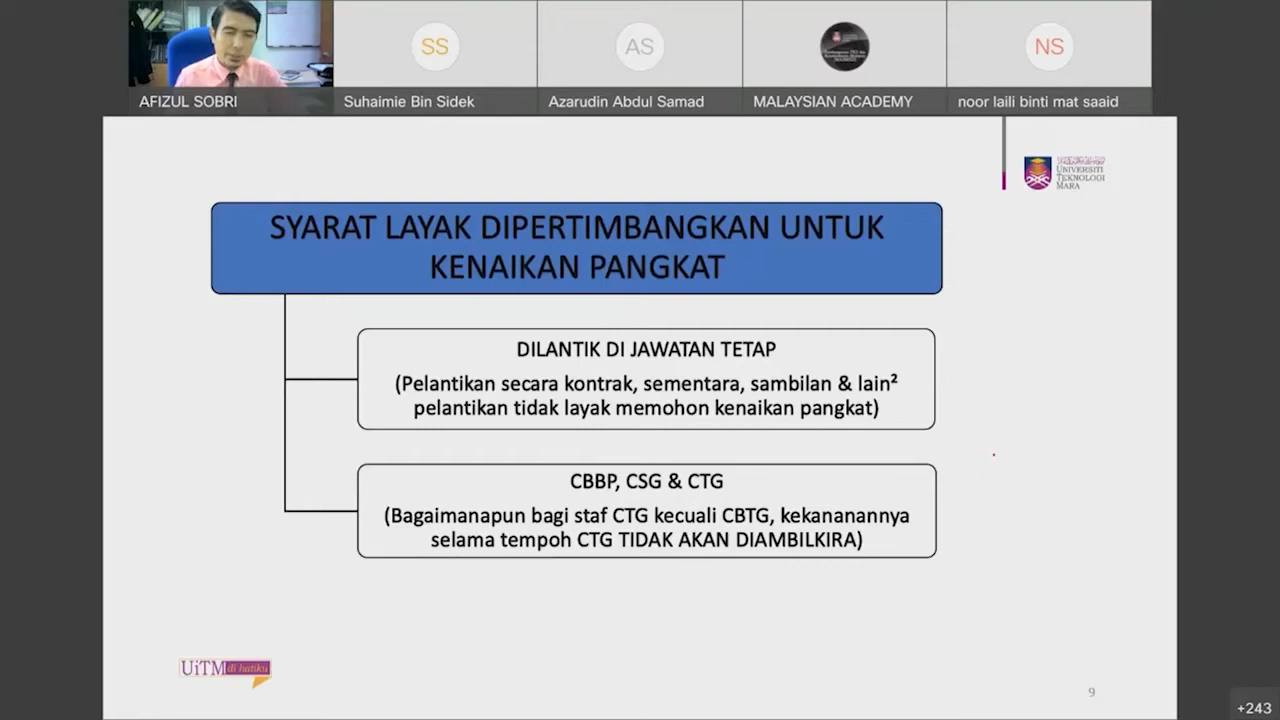 SS
AS
NS
AFIZUL SOBRI
Suhaimie Bin Sidek
Azarudin Abdul Samad
MALAYSIAN ACADEMY
noor laili binti mat saaid
UNIVERSITI
TEKNOLOGI
MARA
SYARAT LAYAK DIPERTIMBANGKAN UNTUK
KENAIKAN PANGKAT
DILANTIK DI JAWATAN TETAP
(Pelantikan secara kontrak, sementara, sambilan & lain²
pelantikan tidak layak memohon kenaikan pangkat)
CBBP, CSG & CTG
(Bagaimanapun bagi staf CTG kecuali CBTG, kekananannya
selama tempoh CTG TIDAK AKAN DIAMBILKIRA)
UiTM di hatiku
9
+243